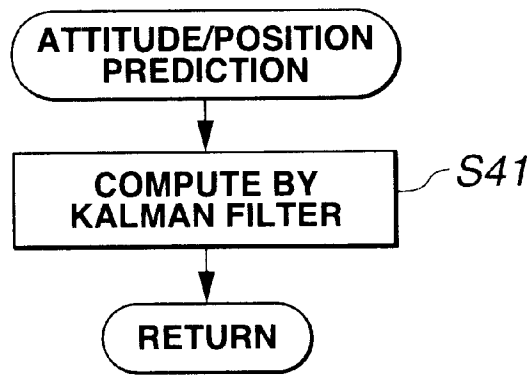 ATTITUDE/POSITION
PREDICTION
COMPUTE BY
KALMAN FILTER
S41
RETURN